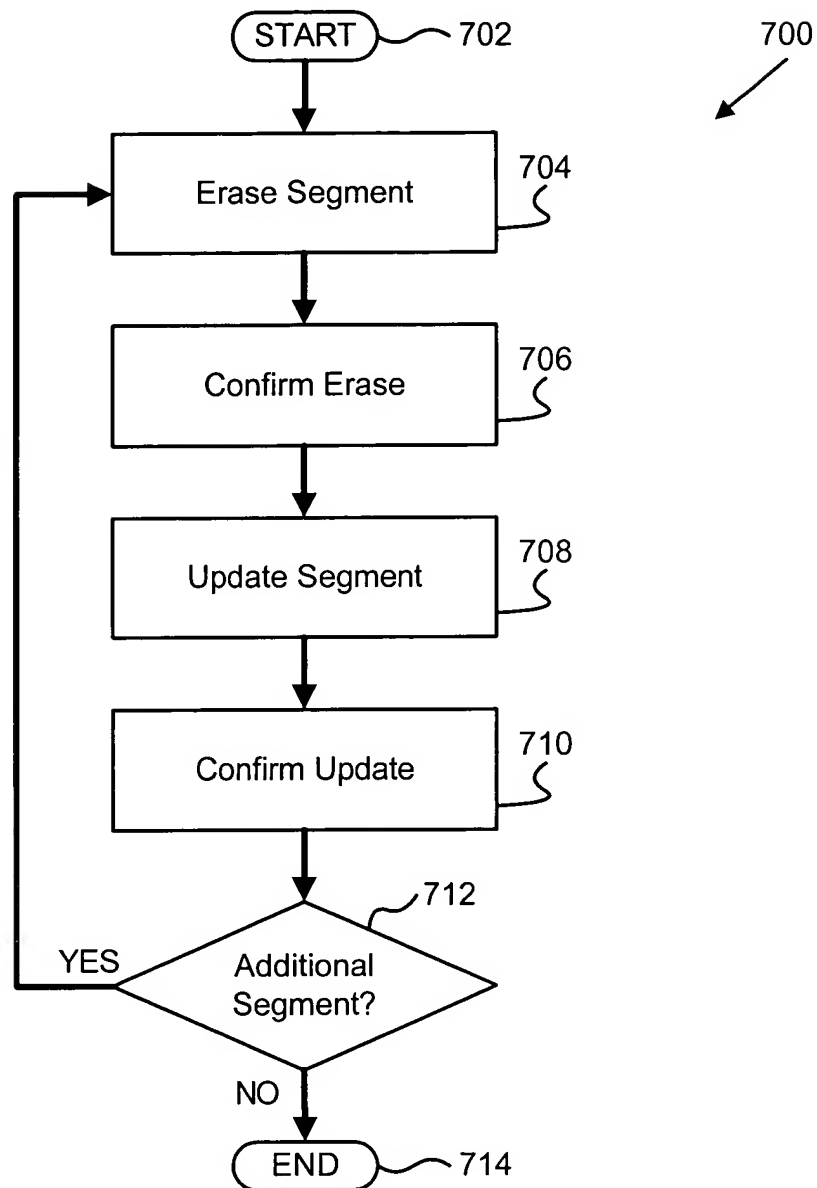 START
702
700
704
Erase Segment
706
Confirm Erase
708
Update Segment
710
Confirm Update
712
YES
Additional
Segment?
NO
END
714